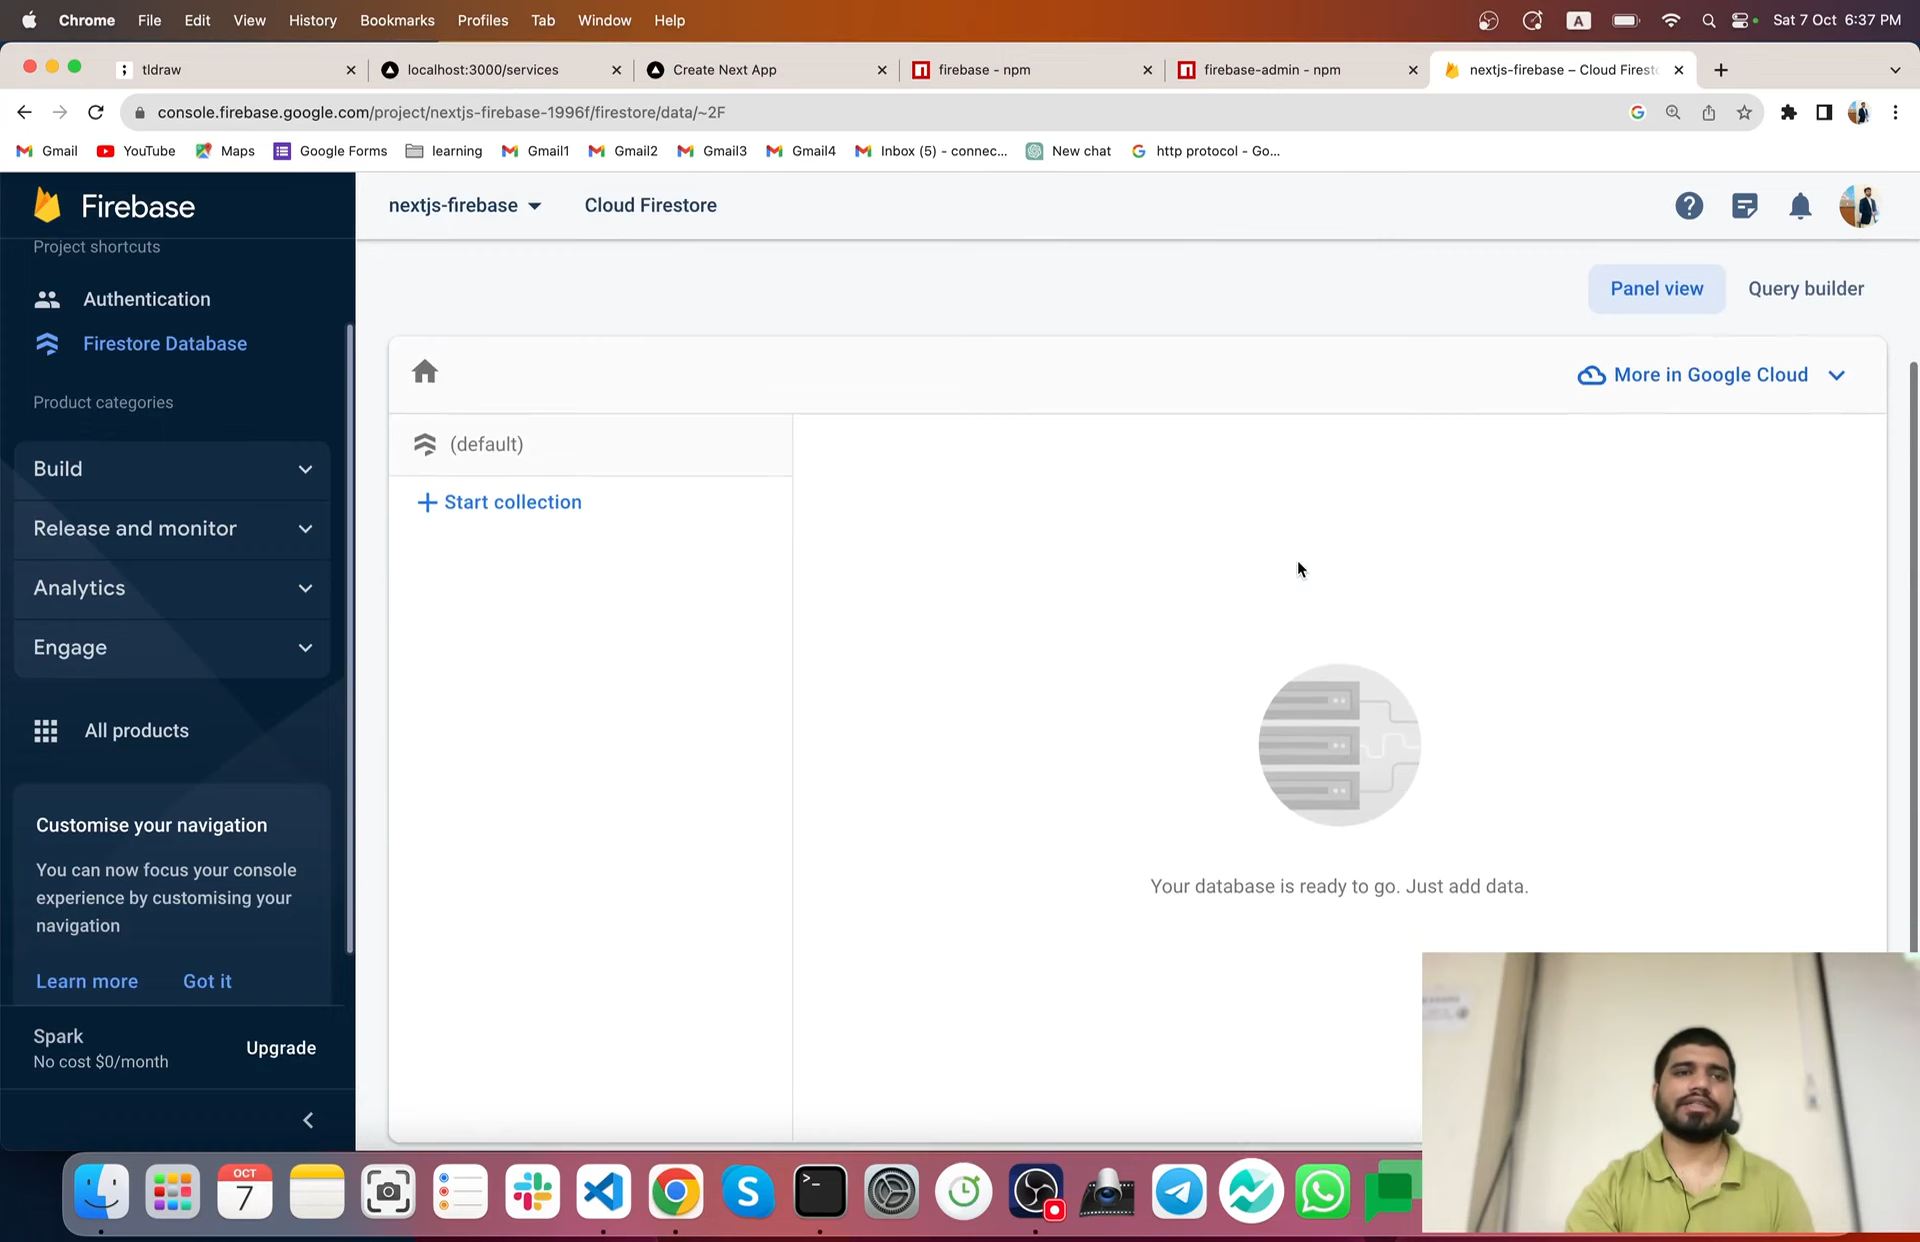 Chrome File Edit View History Bookmarks Profiles Tab Window Help A Sat 7 Oct 6:37 PM
tldraw localhost:3000/services Create Next App firebase - npm firebase-admin - npm nextjs-firebase – Cloud Firest
console.firebase.google.com/project/nextjs-firebase-1996f/firestore/data/~2F
Gmail YouTube Maps Google Forms learning Gmail1 Gmail2 Gmail3 Gmail4 Inbox (5) - connec... New chat http protocol - Go...
Firebase
nextjs-firebase Cloud Firestore
Project shortcuts
Authentication
Firestore Database
Product categories
Build
Release and monitor
Analytics
Engage
All products
Customise your navigation
You can now focus your console
experience by customising your
navigation
Learn more Got it
Spark
No cost $0/month
Upgrade
Panel view Query builder
More in Google Cloud
(default)
+ Start collection
Your database is ready to go. Just add data.
OCT
7